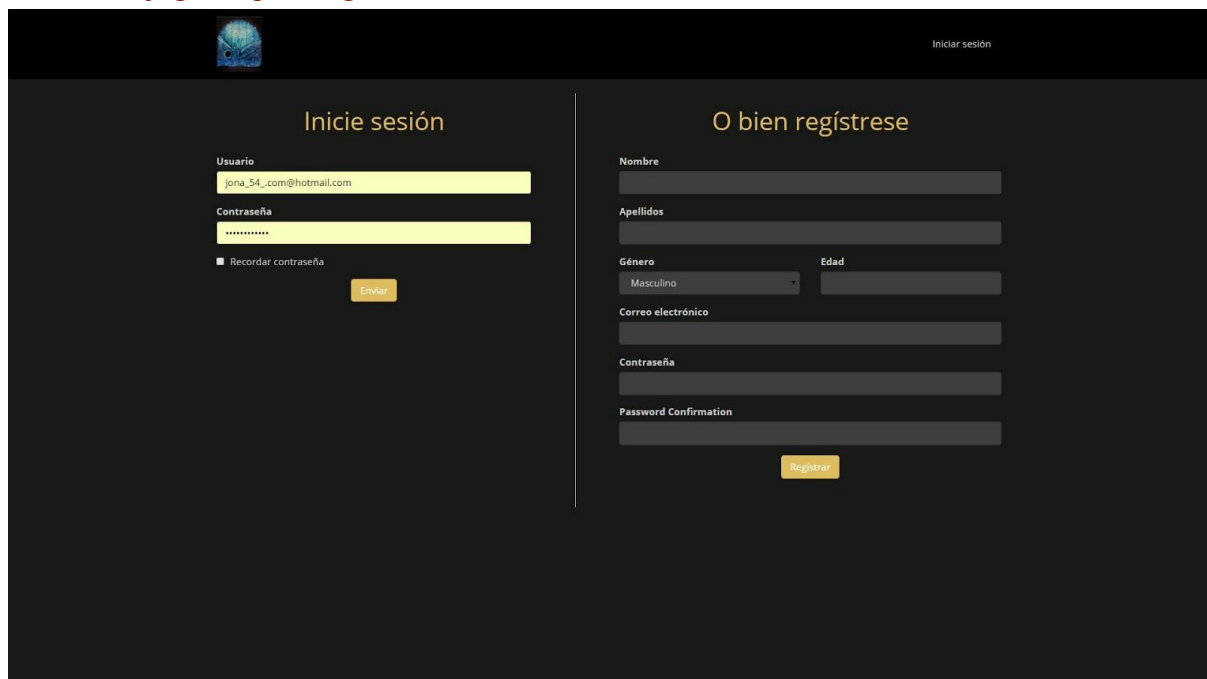 Iniciar sesión
Inicie sesión
Usuario
jona_54_.com@hotmail.com
Contraseña
••••••••••••
Recordar contraseña
Enviar
O bien regístrese
Nombre
Apellidos
Género Edad
Masculino
Correo electrónico
Contraseña
Password Confirmation
Registrar